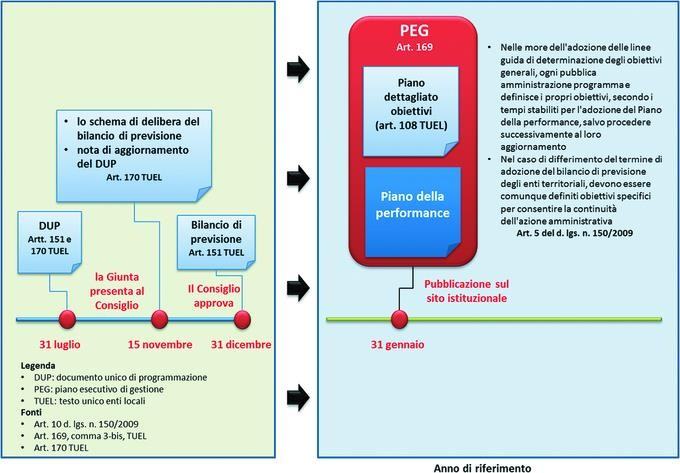 • lo schema di delibera del
bilancio di previsione
• nota di aggiornamento
del DUP
Art. 170 TUEL
DUP
Artt. 151 e
170 TUEL
Bilancio di
previsione
Art. 151 TUEL
la Giunta
presenta al
Consiglio
Il Consiglio
approva
31 luglio
15 novembre
31 dicembre
Legenda
• DUP: documento unico di programmazione
• PEG: piano esecutivo di gestione
• TUEL: testo unico enti locali
Fonti
• Art. 10 d. lgs. n. 150/2009
• Art. 169, comma 3-bis, TUEL
• Art. 170 TUEL
PEG
Art. 169
Piano
dettagliato
obiettivi
(art. 108 TUEL)
Piano della
performance
• Nelle more dell'adozione delle linee
guida di determinazione degli obiettivi
generali, ogni pubblica
amministrazione programma e
definisce i propri obiettivi, secondo i
tempi stabiliti per l'adozione del Piano
della performance, salvo procedere
successivamente al loro
aggiornamento
• Nel caso di differimento del termine di
adozione del bilancio di previsione
degli enti territoriali, devono essere
comunque definiti obiettivi specifici
per consentire la continuità
dell'azione amministrativa
Art. 5 del d. lgs. n. 150/2009
Pubblicazione sul
sito istituzionale
31 gennaio
Anno di riferimento